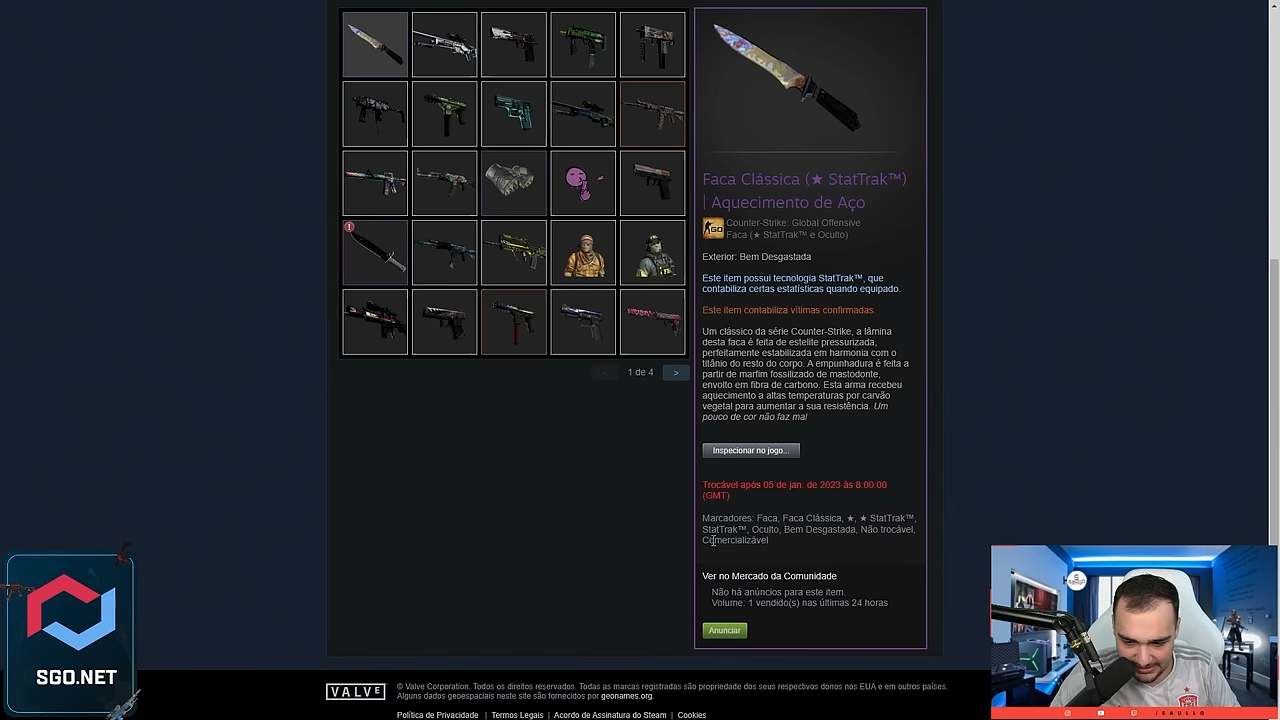 Faca Clássica (★ StatTrak™)
| Aquecimento de Aço
Counter-Strike: Global Offensive
Faca (★ StatTrak™ e Oculto)
Exterior: Bem Desgastada
Este item possui tecnologia StatTrak™, que
contabiliza certas estatísticas quando equipado.
Este item contabiliza vítimas confirmadas.
Um clássico da série Counter-Strike, a lâmina
desta faca é feita de estelite pressurizada,
perfeitamente estabilizada em harmonia com o
titânio do resto do corpo. A empunhadura é feita a
partir de marfim fossilizado de mastodonte,
envolto em fibra de carbono. Esta arma recebeu
aquecimento a altas temperaturas por carvão
vegetal para aumentar a sua resistência. Um
pouco de cor não faz mal
1 de 4 >
Inspecionar no jogo...
Trocável após 05 de jan. de 2023 às 8:00:00
(GMT)
Marcadores: Faca, Faca Clássica, ★, ★ StatTrak™,
StatTrak™, Oculto, Bem Desgastada, Não trocável,
Comercializável
Ver no Mercado da Comunidade
Não há anúncios para este item.
Volume: 1 vendido(s) nas últimas 24 horas
Anunciar
SGO.NET
VALVE
© Valve Corporation. Todos os direitos reservados. Todas as marcas registradas são propriedade dos seus respectivos donos nos EUA e em outros países.
Alguns dados geoespaciais neste site são fornecidos por geonames.org.
Política de Privacidade | Termos Legais | Acordo de Assinatura do Steam | Cookies
/SAULLO